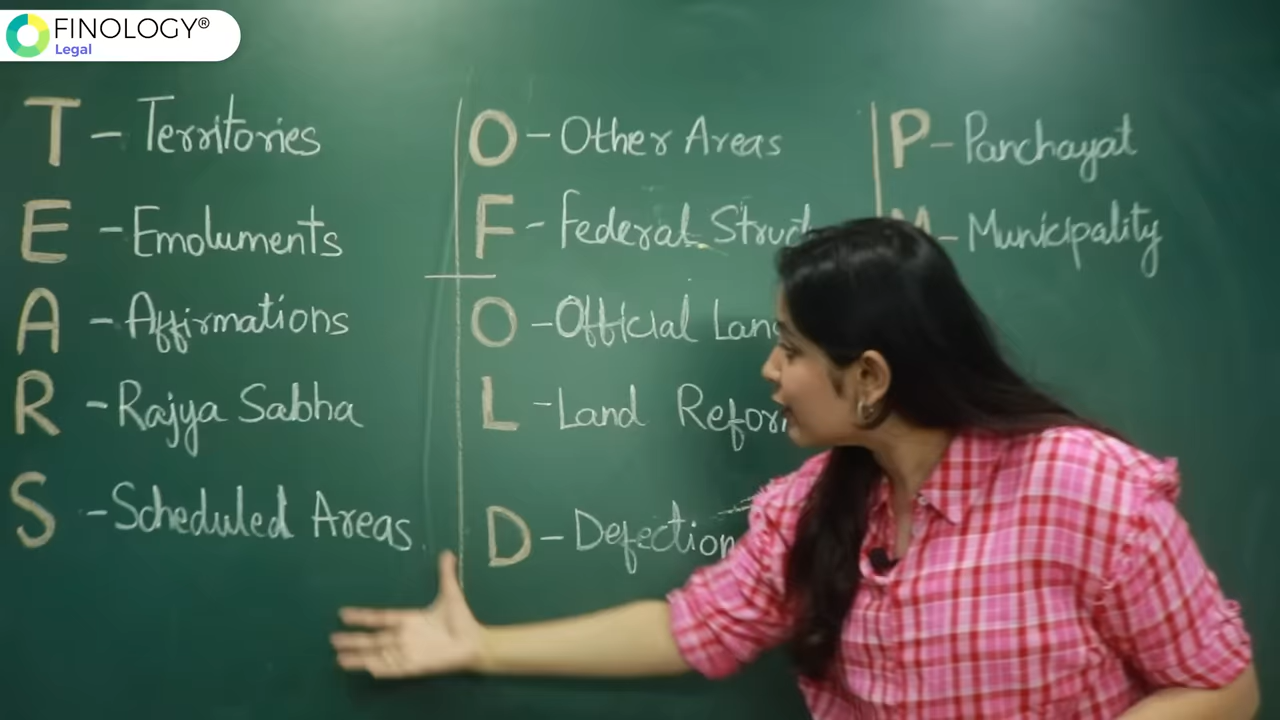 FINOLOGY®
Legal
T - Territories
E - Emoluments
A - Affirmations
R - Rajya Sabha
S - Scheduled Areas
O - Other Areas
F - Federal
O - Official
L - Land
D - Defection
P - Panchayat
M - Municipality